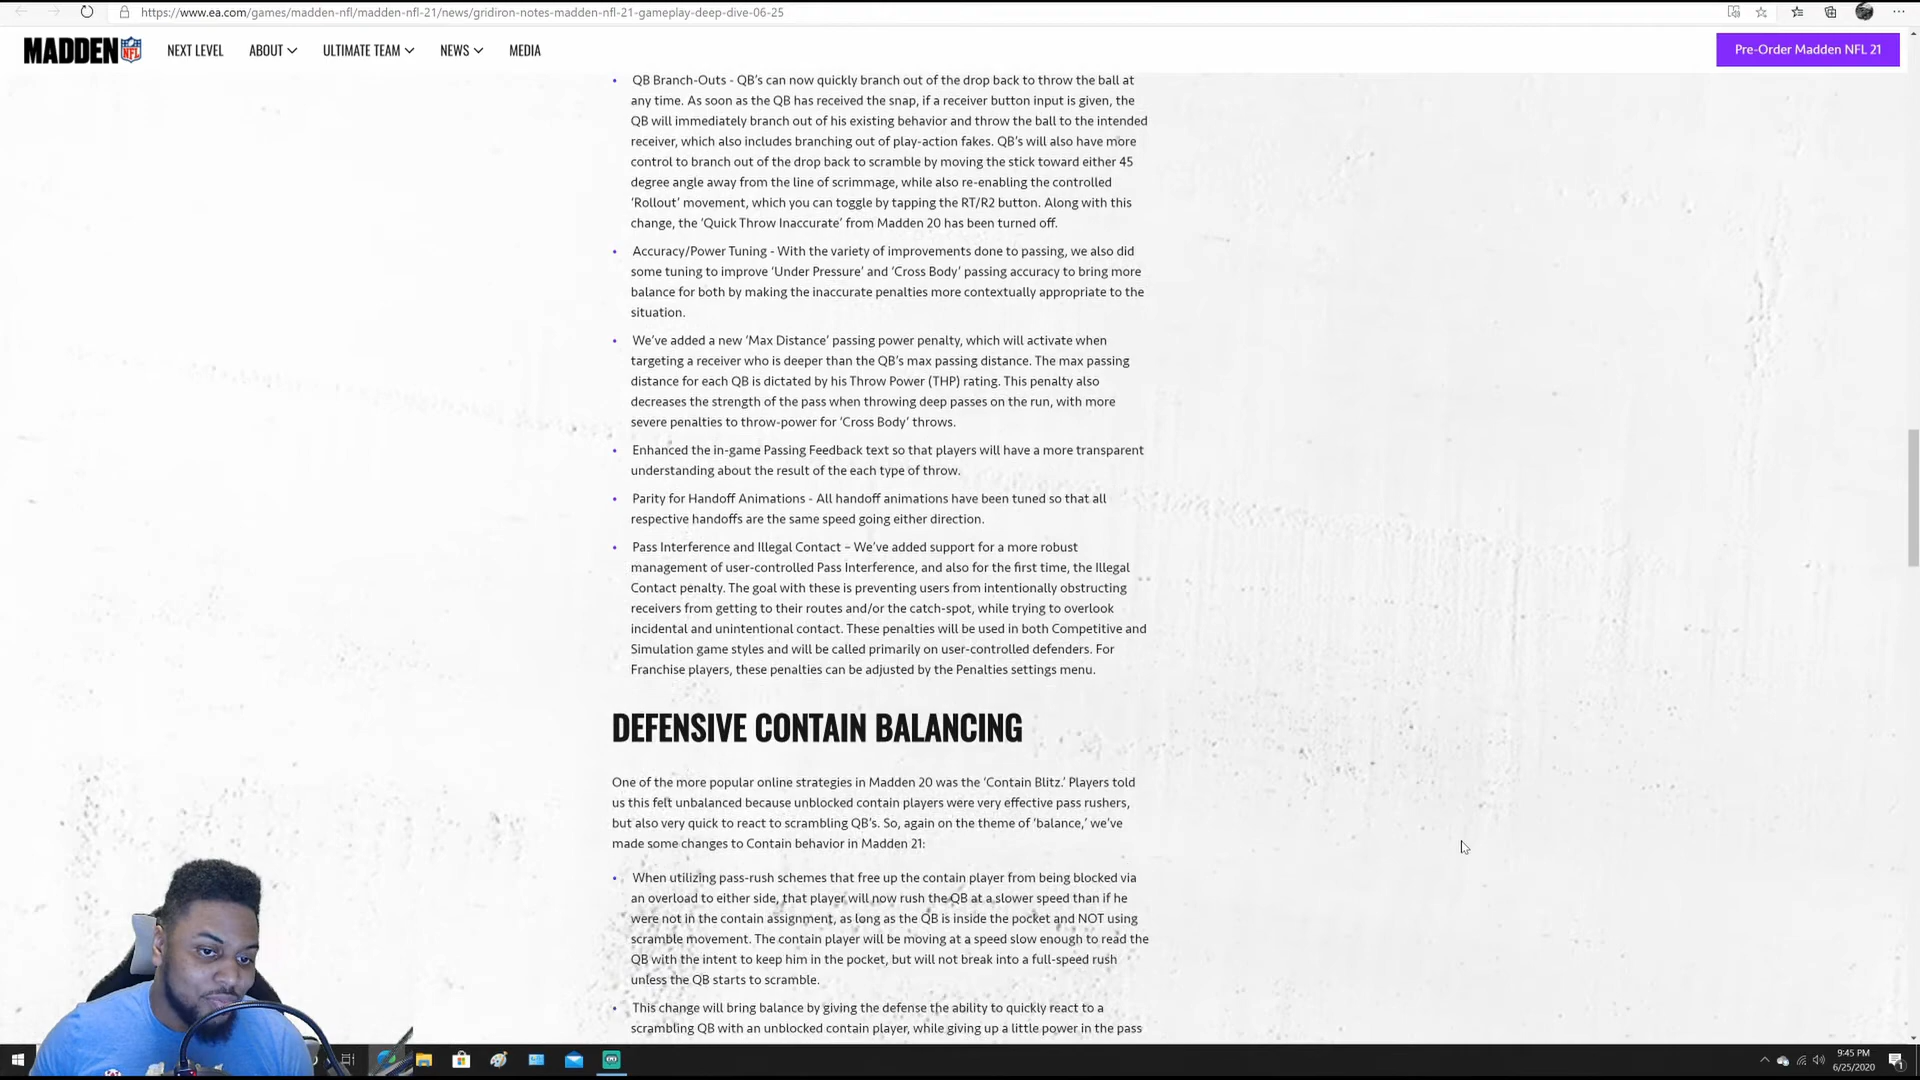 https://www.ea.com/games/madden-nfl/madden-nfl-21/news/gridiron-notes-madden-nfl-21-gameplay-deep-dive-06-25
MADDEN NFL NEXT LEVEL ABOUT ULTIMATE TEAM NEWS MEDIA Pre-Order Madden NFL 21
• QB Branch-Outs - QB's can now quickly branch out of the drop back to throw the ball at
any time. As soon as the QB has received the snap, if a receiver button input is given, the
QB will immediately branch out of his existing behavior and throw the ball to the intended
receiver, which also includes branching out of play-action fakes. QB's will also have more
control to branch out of the drop back to scramble by moving the stick toward either 45
degree angle away from the line of scrimmage, while also re-enabling the controlled
'Rollout' movement, which you can toggle by tapping the RT/R2 button. Along with this
change, the 'Quick Throw Inaccurate' from Madden 20 has been turned off.
• Accuracy/Power Tuning - With the variety of improvements done to passing, we also did
some tuning to improve 'Under Pressure' and 'Cross Body' passing accuracy to bring more
balance for both by making the inaccurate penalties more contextually appropriate to the
situation.
• We've added a new 'Max Distance' passing power penalty, which will activate when
targeting a receiver who is deeper than the QB's max passing distance. The max passing
distance for each QB is dictated by his Throw Power (THP) rating. This penalty also
decreases the strength of the pass when throwing deep passes on the run, with more
severe penalties to throw-power for 'Cross Body' throws.
• Enhanced the in-game Passing Feedback text so that players will have a more transparent
understanding about the result of the each type of throw.
• Parity for Handoff Animations - All handoff animations have been tuned so that all
respective handoffs are the same speed going either direction.
• Pass Interference and Illegal Contact – We've added support for a more robust
management of user-controlled Pass Interference, and also for the first time, the Illegal
Contact penalty. The goal with these is preventing users from intentionally obstructing
receivers from getting to their routes and/or the catch-spot, while trying to overlook
incidental and unintentional contact. These penalties will be used in both Competitive and
Simulation game styles and will be called primarily on user-controlled defenders. For
Franchise players, these penalties can be adjusted by the Penalties settings menu.
DEFENSIVE CONTAIN BALANCING
One of the more popular online strategies in Madden 20 was the 'Contain Blitz.' Players told
us this felt unbalanced because unblocked contain players were very effective pass rushers,
but also very quick to react to scrambling QB's. So, again on the theme of 'balance,' we've
made some changes to Contain behavior in Madden 21:
• When utilizing pass-rush schemes that free up the contain player from being blocked via
an overload to either side, that player will now rush the QB at a slower speed than if he
were not in the contain assignment, as long as the QB is inside the pocket and NOT using
scramble movement. The contain player will be moving at a speed slow enough to read the
QB with the intent to keep him in the pocket, but will not break into a full-speed rush
unless the QB starts to scramble.
• This change will bring balance by giving the defense the ability to quickly react to a
scrambling QB with an unblocked contain player, while giving up a little power in the pass
9:45 PM
6/25/2020